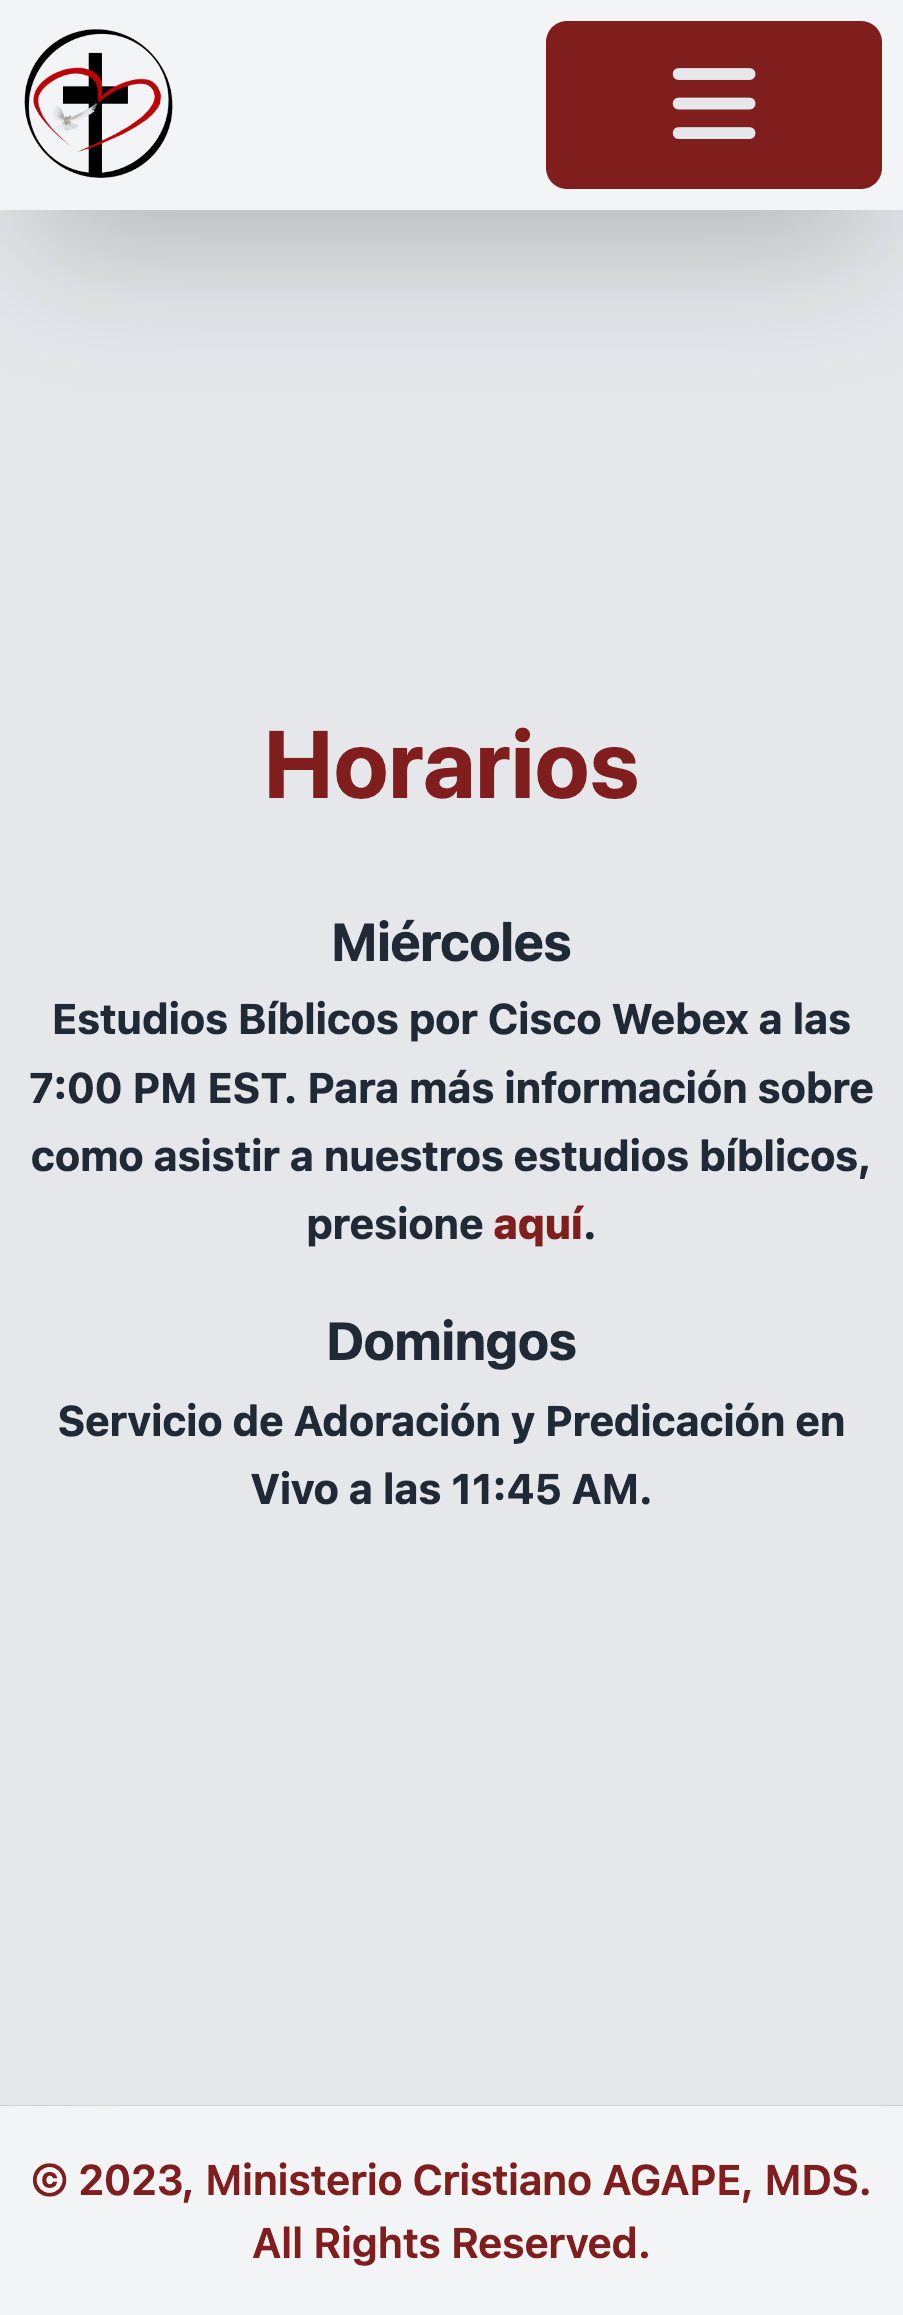 Horarios
Miércoles
Estudios Bíblicos por Cisco Webex a las
7:00 PM EST. Para más información sobre
como asistir a nuestros estudios bíblicos,
presione aquí.
Domingos
Servicio de Adoración y Predicación en
Vivo a las 11:45 AM.
© 2023, Ministerio Cristiano AGAPE, MDS.
All Rights Reserved.